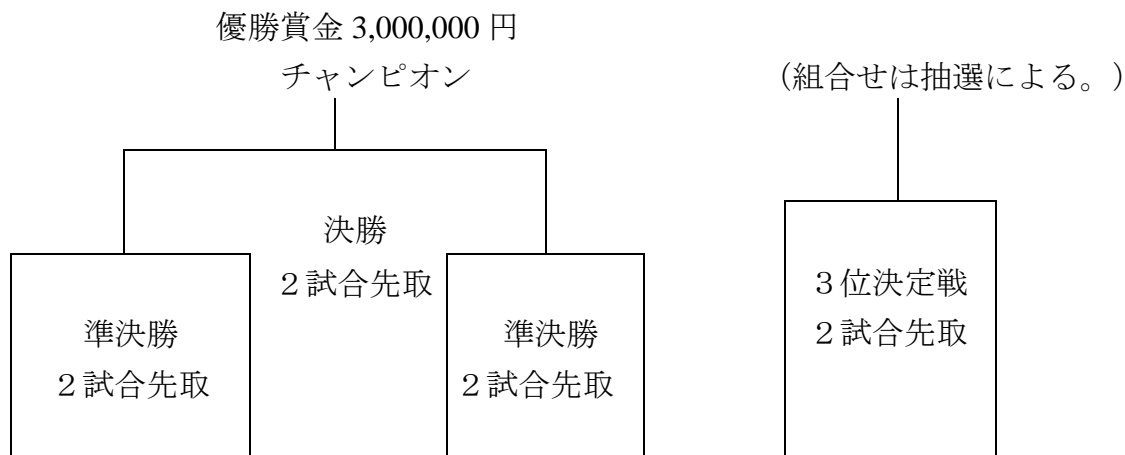 優勝賞金 3,000,000 円
チャンピオン
（組合せは抽選による。）
決勝
２試合先取
準決勝
２試合先取
準決勝
２試合先取
３位決定戦
２試合先取